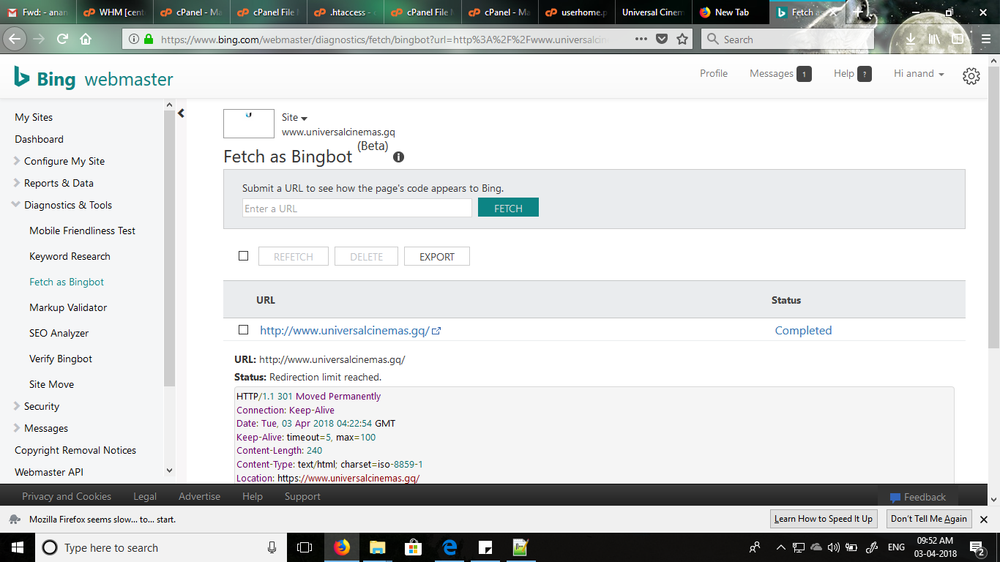 Fwd: - anan
WHM [cent
cPanel - Ma
cPanel File M
.htaccess - c
cPanel File M
cPanel - Ma
userhome.p
Universal Cinem
New Tab
Fetch as
https://www.bing.com/webmaster/diagnostics/fetch/bingbot?url=http%3A%2F%2Fwww.universalcin
Search
Bing webmaster
Profile
Messages 1
Help ?
Hi anand
My Sites
Dashboard
Configure My Site
Reports & Data
Diagnostics & Tools
Mobile Friendliness Test
Keyword Research
Fetch as Bingbot
Markup Validator
SEO Analyzer
Verify Bingbot
Site Move
Security
Messages
Copyright Removal Notices
Webmaster API
Site
www.universalcinemas.gq
Fetch as Bingbot (Beta)
Submit a URL to see how the page's code appears to Bing.
Enter a URL
FETCH
REFETCH
DELETE
EXPORT
URL
Status
http://www.universalcinemas.gq/
Completed
URL: http://www.universalcinemas.gq/
Status: Redirection limit reached.
HTTP/1.1 301 Moved Permanently
Connection: Keep-Alive
Date: Tue, 03 Apr 2018 04:22:54 GMT
Keep-Alive: timeout=5, max=100
Content-Length: 240
Content-Type: text/html; charset=iso-8859-1
Location: https://www.universalcinemas.gq/
Privacy and Cookies
Legal
Advertise
Help
Support
Feedback
Mozilla Firefox seems slow... to... start.
Learn How to Speed It Up
Don't Tell Me Again
Type here to search
ENG
09:52 AM
03-04-2018
2